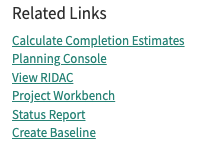 Related Links
Calculate Completion Estimates
Planning Console
View RIDAC
Project Workbench
Status Report
Create Baseline